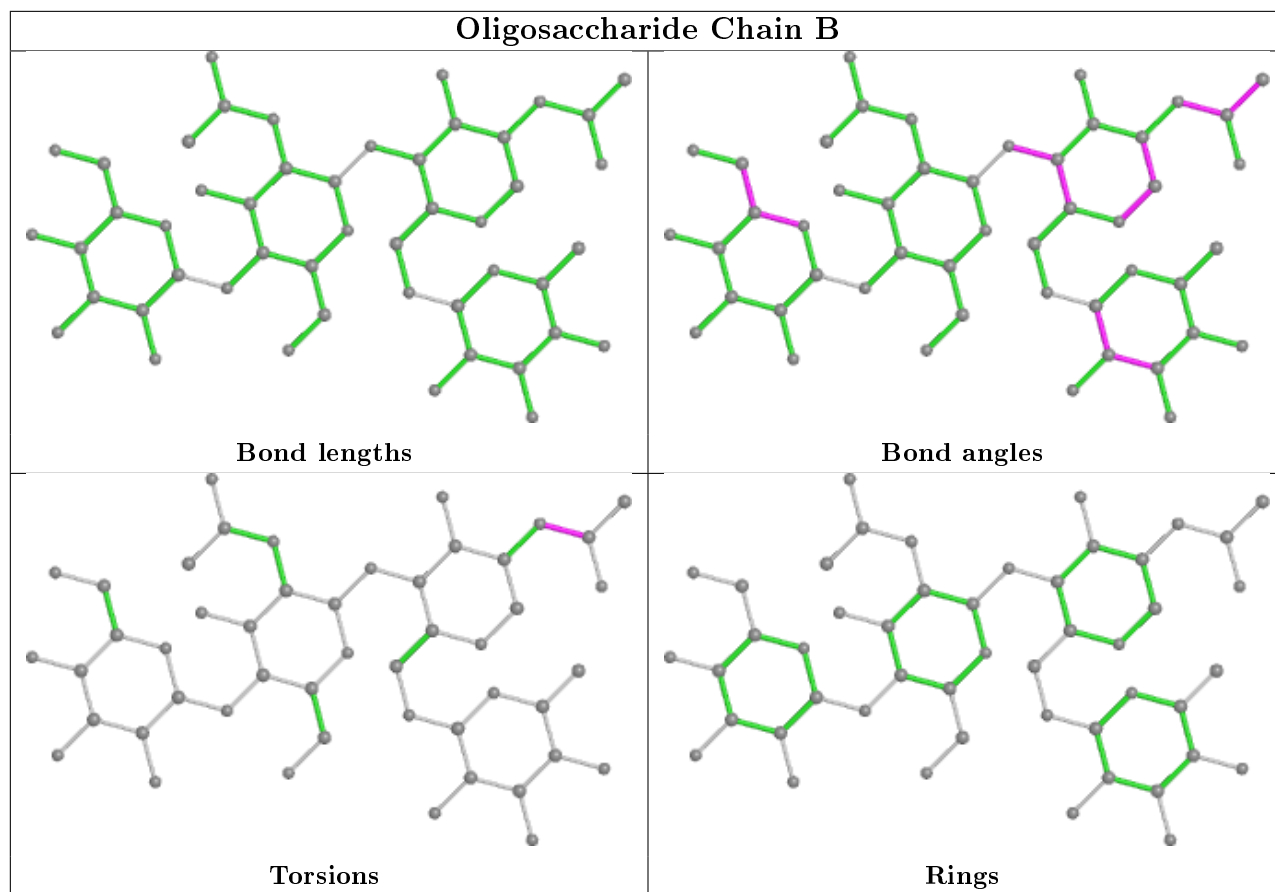 Oligosaccharide Chain B
Bond lengths
Bond angles
Torsions
Rings